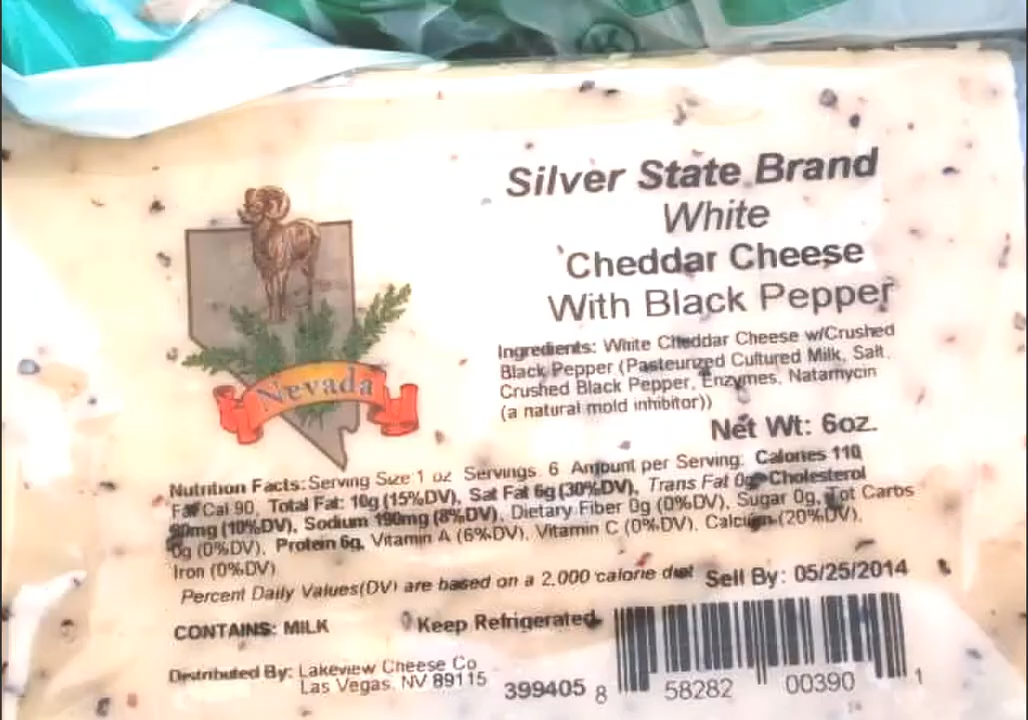 Silver State Brand
White
Cheddar Cheese
With Black Pepper
Ingredients: White Cheddar Cheese w/Crushed
Black Pepper (Pasteurized Cultured Milk, Salt,
Crushed Black Pepper, Enzymes, Natamycin
(a natural mold inhibitor))
Net Wt: 6oz.
Nevada
Nutrition Facts: Serving Size 1 oz Servings 6 Amount per Serving: Calories 110
Fat Cal 90, Total Fat: 10g (15%DV), Sat Fat 6g (30%DV), Trans Fat 0g Cholesterol
30mg (10%DV), Sodium 190mg (8%DV), Dietary Fiber 0g (0%DV), Sugar 0g, Tot Carbs
0g (0%DV), Protein 6g, Vitamin A (6%DV), Vitamin C (0%DV), Calcium (20%DV),
Iron (0%DV)
Percent Daily Values(DV) are based on a 2,000 calorie diet
Sell By: 05/25/2014
CONTAINS: MILK
Keep Refrigerated
Distributed By: Lakeview Cheese Co
Las Vegas, NV 89115
399405
8 58282 00390 1
K